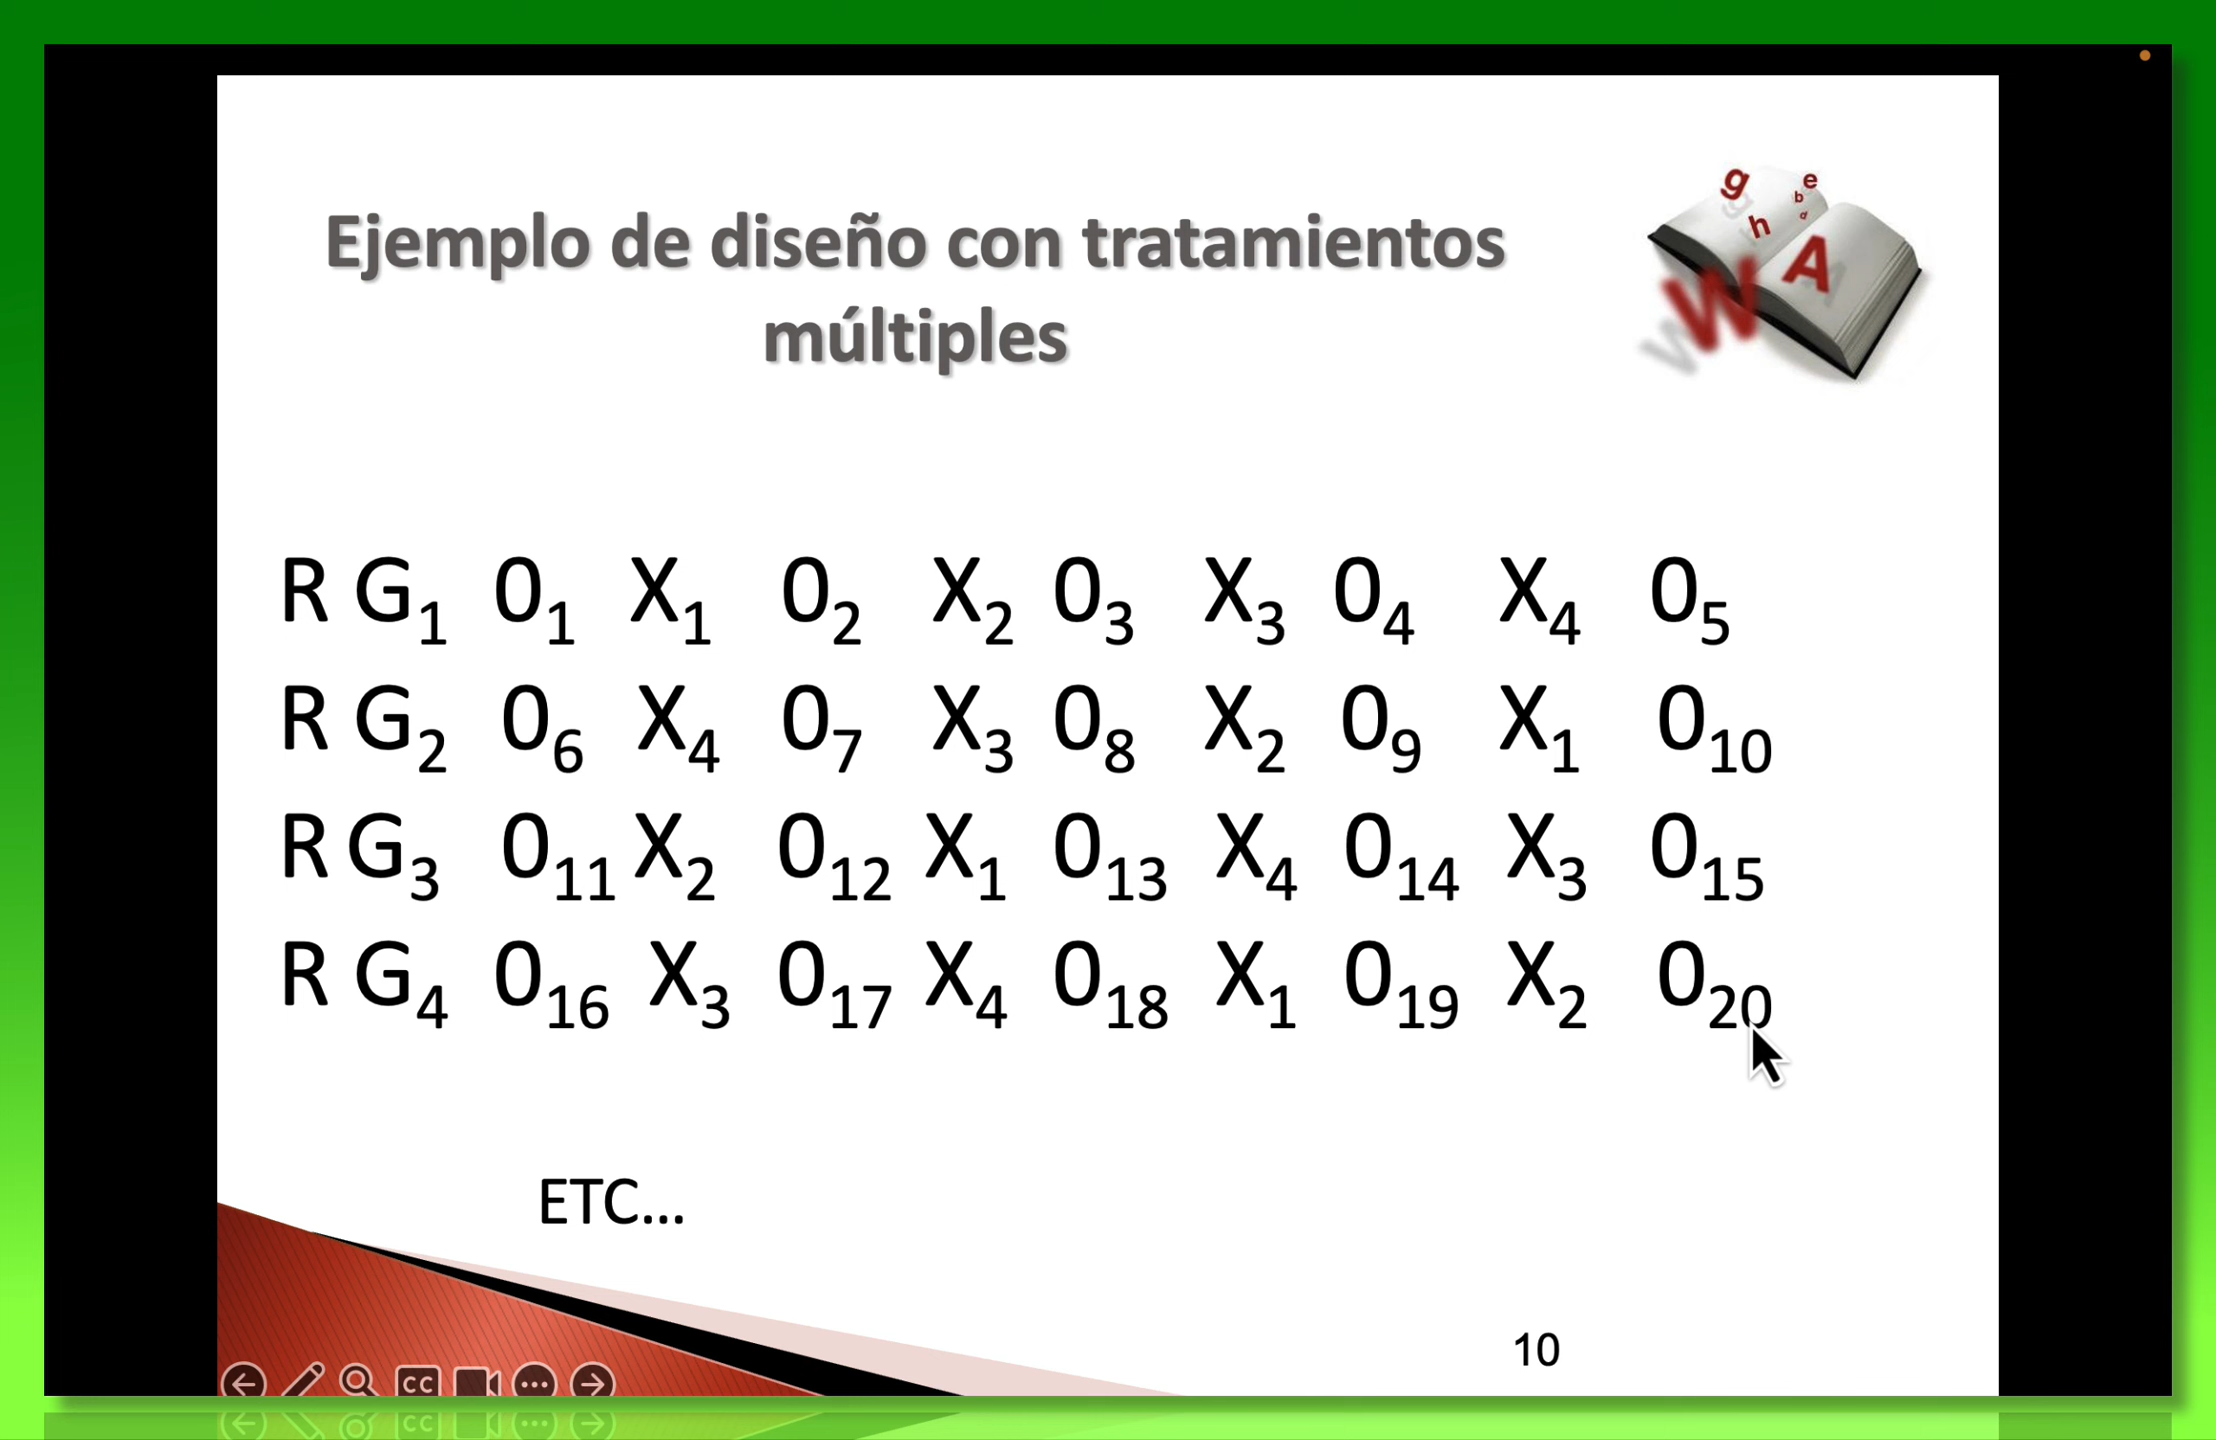 Ejemplo de diseño con tratamientos
múltiples
g e b h d A W
R G₁ 0₁ X₁ 0₂ X₂ 0₃ X₃ 0₄ X₄ 0₅
R G₂ 0₆ X₄ 0₇ X₃ 0₈ X₂ 0₉ X₁ 0₁₀
R G₃ 0₁₁ X₂ 0₁₂ X₁ 0₁₃ X₄ 0₁₄ X₃ 0₁₅
R G₄ 0₁₆ X₃ 0₁₇ X₄ 0₁₈ X₁ 0₁₉ X₂ 0₂₀
ETC...
10
CC